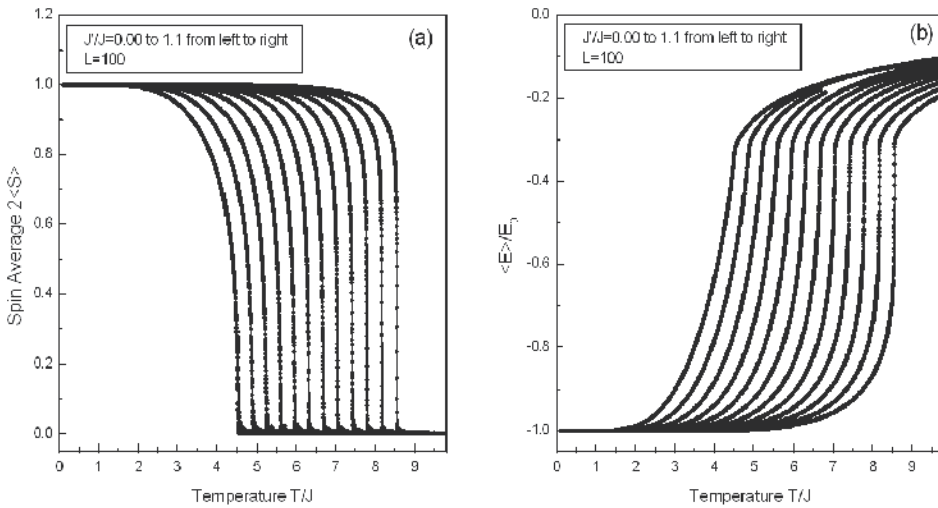 1.2
1.0
0.8
0.6
0.4
0.2
0.0
Spin Average 2<S>
J'/J=0.00 to 1.1 from left to right
L=100
(a)
0 1 2 3 4 5 6 7 8 9
Temperature T/J
0.0
-0.2
-0.4
-0.6
-0.8
-1.0
<E>/E₀
J'/J=0.00 to 1.1 from left to right
L=100
(b)
0 1 2 3 4 5 6 7 8 9
Temperature T/J